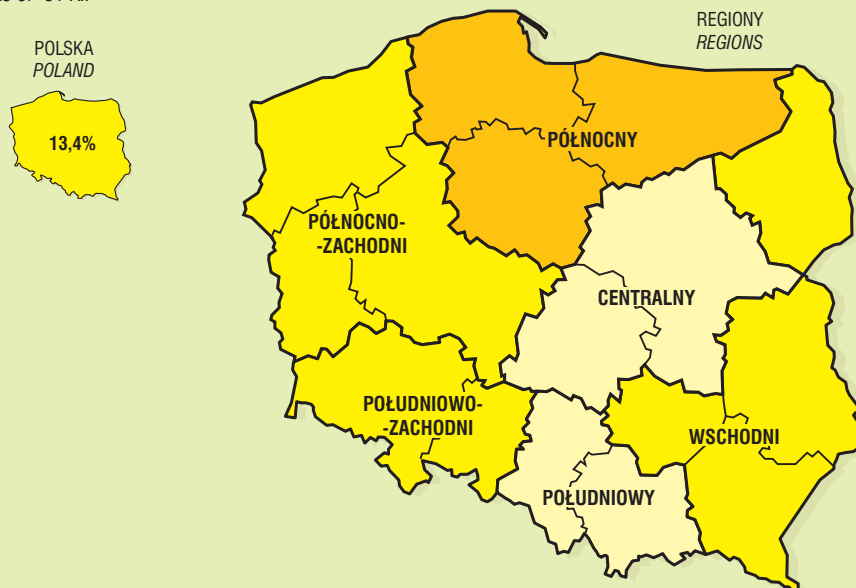 POLSKA
POLAND
13,4%
REGIONY
REGIONS
PÓŁNOCNY
PÓŁNOCNO-
-ZACHODNI
CENTRALNY
POŁUDNIOWO-
-ZACHODNI
WSCHODNI
POŁUDNIOWY